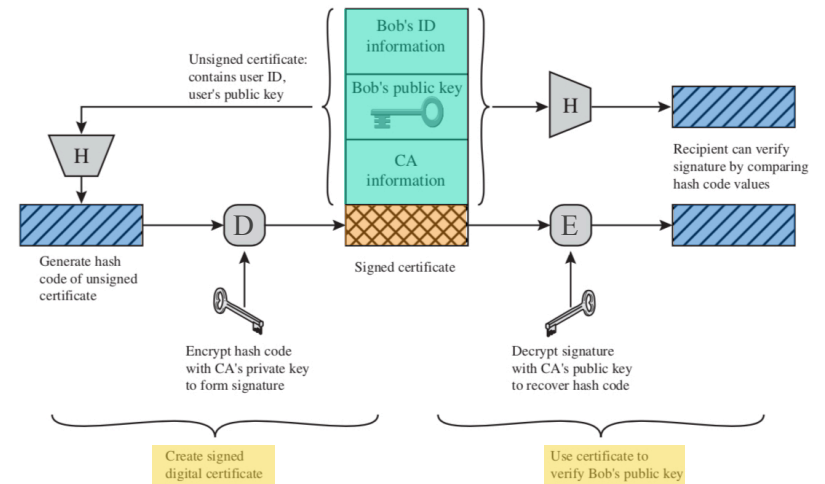 Bob's ID
information
Unsigned certificate:
contains user ID,
user's public key
Bob's public key
H
H
CA
information
Recipient can verify
signature by comparing
hash code values
D
E
Generate hash
code of unsigned
certificate
Signed certificate
Encrypt hash code
with CA's private key
to form signature
Decrypt signature
with CA's public key
to recover hash code
Create signed
digital certificate
Use certificate to
verify Bob's public key